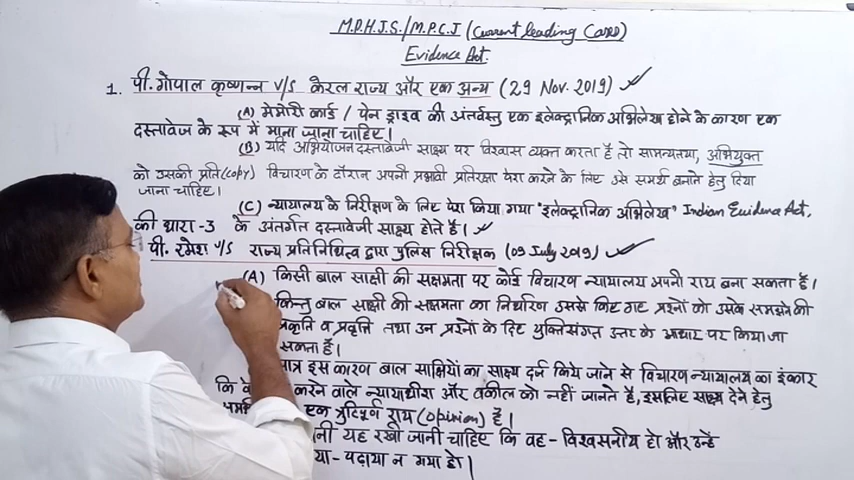 M.P.H.J.S./M.P.C.J (Current leading Cases)
Evidence Act.
1. पी. गोपाल कृष्णन्न V/S केरल राज्य और एक अन्य (29 Nov. 2019)
(A) मेमोरी कार्ड / पेन ड्राइव की अंतर्वस्तु एक इलेक्ट्रानिक अभिलेख होने के कारण एक
दस्तावेज के रूप में माना जाना चाहिए।
(B) यदि अभियोजन दस्तावेजी साक्ष्य पर विश्वास व्यक्त करता है तो सामन्यतया, अभियुक्त
को उसकी प्रति (copy) विचारण के दौरान अपनी प्रभावी प्रतिरक्षा पेश करने के लिए उसे समर्थ बनाने हेतु दिया
जाना चाहिए।
(C) न्यायालय के निरीक्षण के लिए पेश किया गया "इलेक्ट्रानिक अभिलेख" Indian Evidence Act,
की धारा-3 के अंतर्गत दस्तावेजी साक्ष्य होते है।
पी. रमेश V/S राज्य प्रतिनिधित्व द्वारा पुलिस निरीक्षक (09 July 2019)
(A) किसी बाल साक्षी की सक्षमता पर कोई विचारण न्यायालय अपनी राय बना सकता है।
किन्तु बाल साक्षी की सक्षमता का निर्धारण उससे किए गए प्रश्नों को उसके समझने की
प्रकृति व प्रवृति तथा उन प्रश्नों के दिए युक्तिसंगत उत्तर के आधार पर किया जा
सकता है।
मात्र इस कारण बाल साक्षियों का साक्ष्य दर्ज किये जाने से विचारण न्यायालय का इंकार
कि करने वाले न्यायाधीश और वकील को नहीं जानते है, इसलिए साक्ष्य देने हेतु
एक त्रुटिपूर्ण राय (opinion) है।
यह रखी जानी चाहिए कि वह - विश्वसनीय हो और उन्हें
पढ़ाया न गया हो।